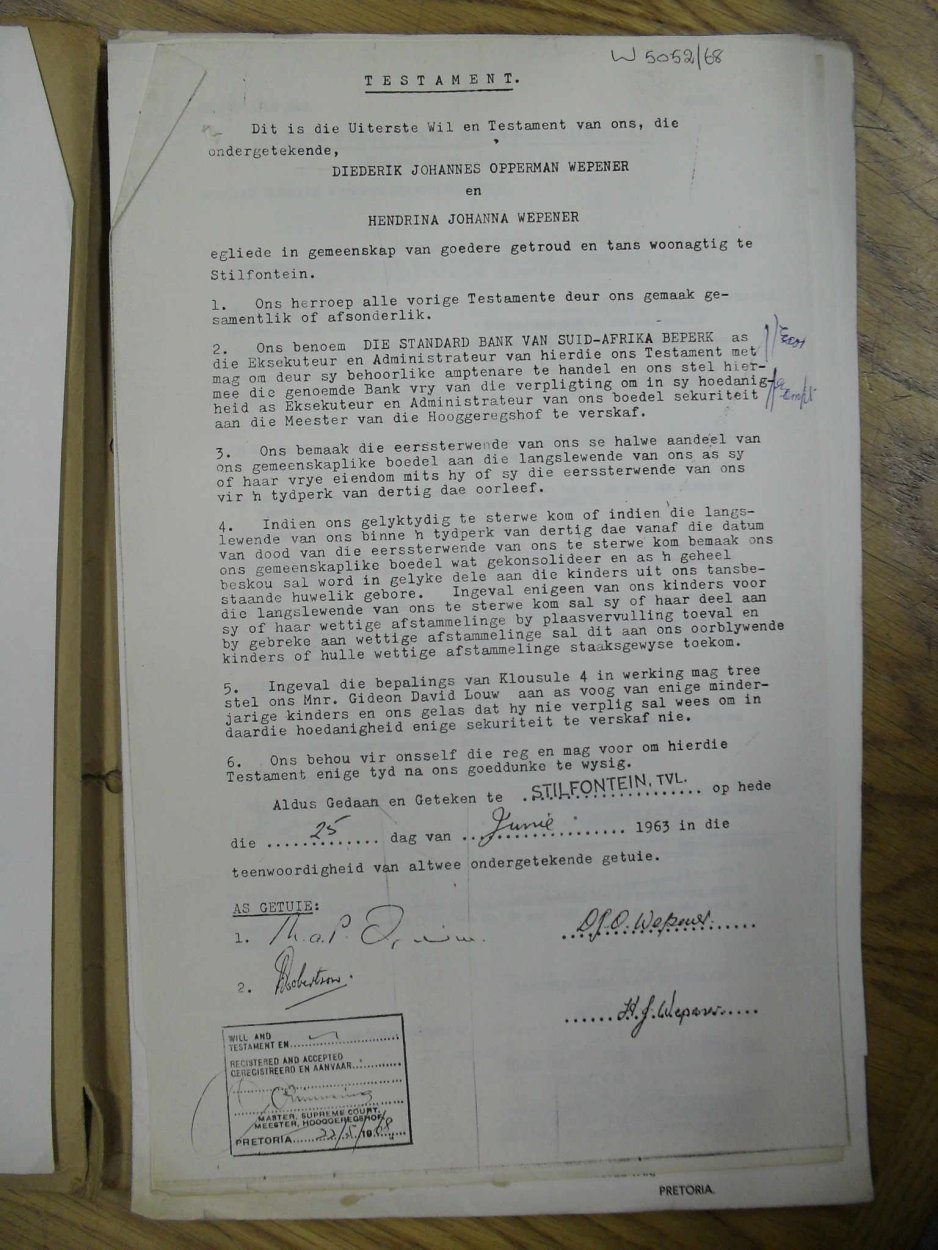 W 5052/68
TESTAMENT.
Dit is die Uiterste Wil en Testament van ons, die
ondergetekende,
DIEDERIK JOHANNES OPPERMAN WEPENER
en
HENDRINA JOHANNA WEPENER
egliede in gemeenskap van goedere getroud en tans woonagtig te
Stilfontein.
1. Ons herroep alle vorige Testamente deur ons gemaak ge-
samentlik of afsonderlik.
2. Ons benoem DIE STANDARD BANK VAN SUID-AFRIKA BEPERK as
die Eksekuteur en Administrateur van hierdie ons Testament met
mag om deur sy behoorlike amptenare te handel en ons stel hier-
mee die genoemde Bank vry van die verpligting om in sy hoedanig-
heid as Eksekuteur en Administrateur van ons boedel sekuriteit
aan die Meester van die Hooggeregshof te verskaf.
3. Ons bemaak die eerssterwende van ons se halwe aandeel van
ons gemeenskaplike boedel aan die langslewende van ons as sy
of haar vrye eiendom mits hy of sy die eerssterwende van ons
vir 'n tydperk van dertig dae oorleef.
4. Indien ons gelyktydig te sterwe kom of indien die langs-
lewende van ons binne 'n tydperk van dertig dae vanaf die datum
van dood van die eerssterwende van ons te sterwe kom bemaak ons
ons gemeenskaplike boedel wat gekonsolideer en as 'n geheel
beskou sal word in gelyke dele aan die kinders uit ons tansbe-
staande huwelik gebore. Ingeval enigeen van ons kinders voor
die langslewende van ons te sterwe kom sal sy of haar deel aan
sy of haar wettige afstammelinge by plaasvervulling toeval en
by gebreke aan wettige afstammelinge sal dit aan ons oorblywende
kinders of hulle wettige afstammelinge staaksgewyse toekom.
5. Ingeval die bepalings van Klousule 4 in werking mag tree
stel ons Mnr. Gideon David Louw aan as voog van enige minder-
jarige kinders en ons gelas dat hy nie verplig sal wees om in
daardie hoedanigheid enige sekuriteit te verskaf nie.
6. Ons behou vir onsself die reg en mag voor om hierdie
Testament enige tyd na ons goeddunke te wysig.
Aldus Gedaan en Geteken te STILFONTEIN, TVL. op hede
die 25 dag van Junie 1963 in die
teenwoordigheid van altwee ondergetekende getuie.
AS GETUIE:
1.
D.J.O. Wepener
2. Robertson
H.J. Wepener
WILL AND
TESTAMENT EN
REGISTERED AND ACCEPTED
GEREGISTREERD EN AANVAAR
MASTER, SUPREME COURT,
MEESTER, HOOGGEREGSHOF,
PRETORIA 22/5/1968
PRETORIA.